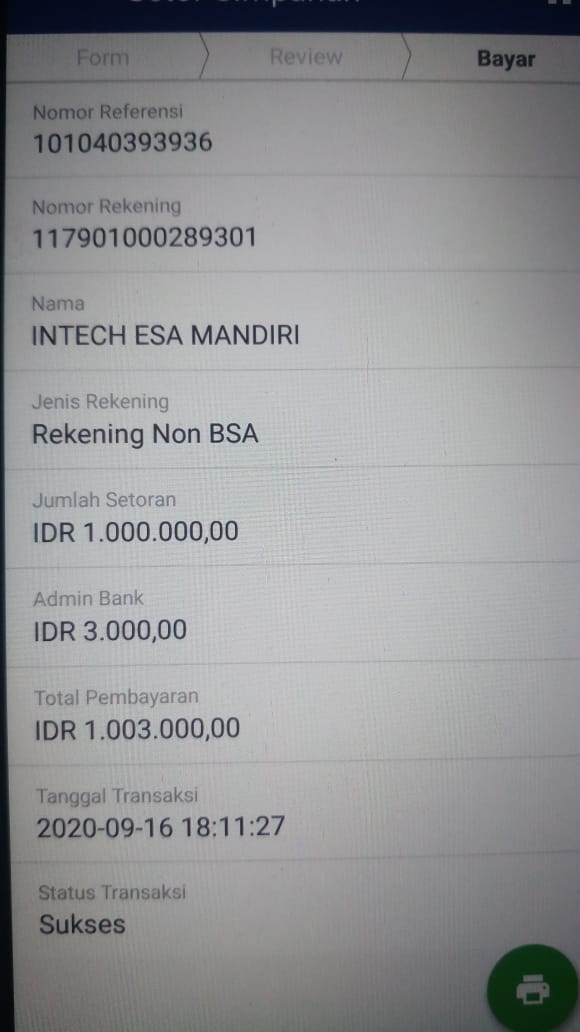 Form
Review
Bayar
Nomor Referensi
101040393936
Nomor Rekening
117901000289301
Nama
INTECH ESA MANDIRI
Jenis Rekening
Rekening Non BSA
Jumlah Setoran
IDR 1.000.000,00
Admin Bank
IDR 3.000,00
Total Pembayaran
IDR 1.003.000,00
Tanggal Transaksi
2020-09-16 18:11:27
Status Transaksi
Sukses